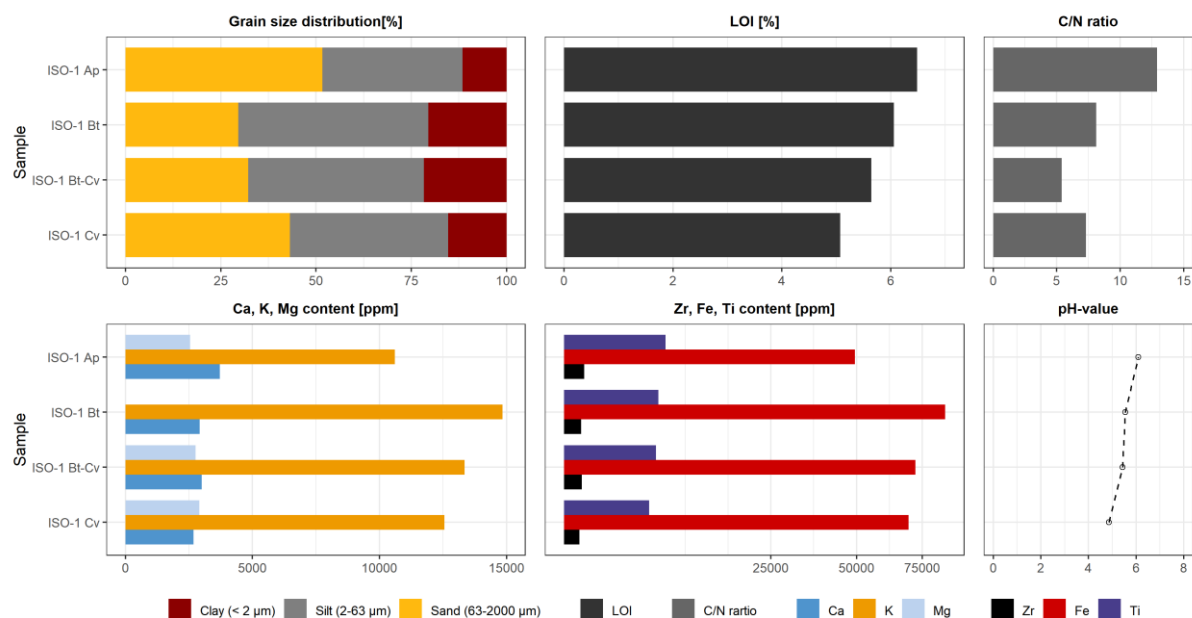 Grain size distribution[%]
LOI [%]
C/N ratio
Sample
ISO-1 Ap
ISO-1 Bt
ISO-1 Bt-Cv
ISO-1 Cv
0 25 50 75 100
0 2 4 6
0 5 10 15
Ca, K, Mg content [ppm]
Zr, Fe, Ti content [ppm]
pH-value
Sample
ISO-1 Ap
ISO-1 Bt
ISO-1 Bt-Cv
ISO-1 Cv
0 5000 10000 15000
25000 50000 75000
0 2 4 6 8
Clay (< 2 µm) Silt (2-63 µm) Sand (63-2000 µm) LOI C/N rartio Ca K Mg Zr Fe Ti